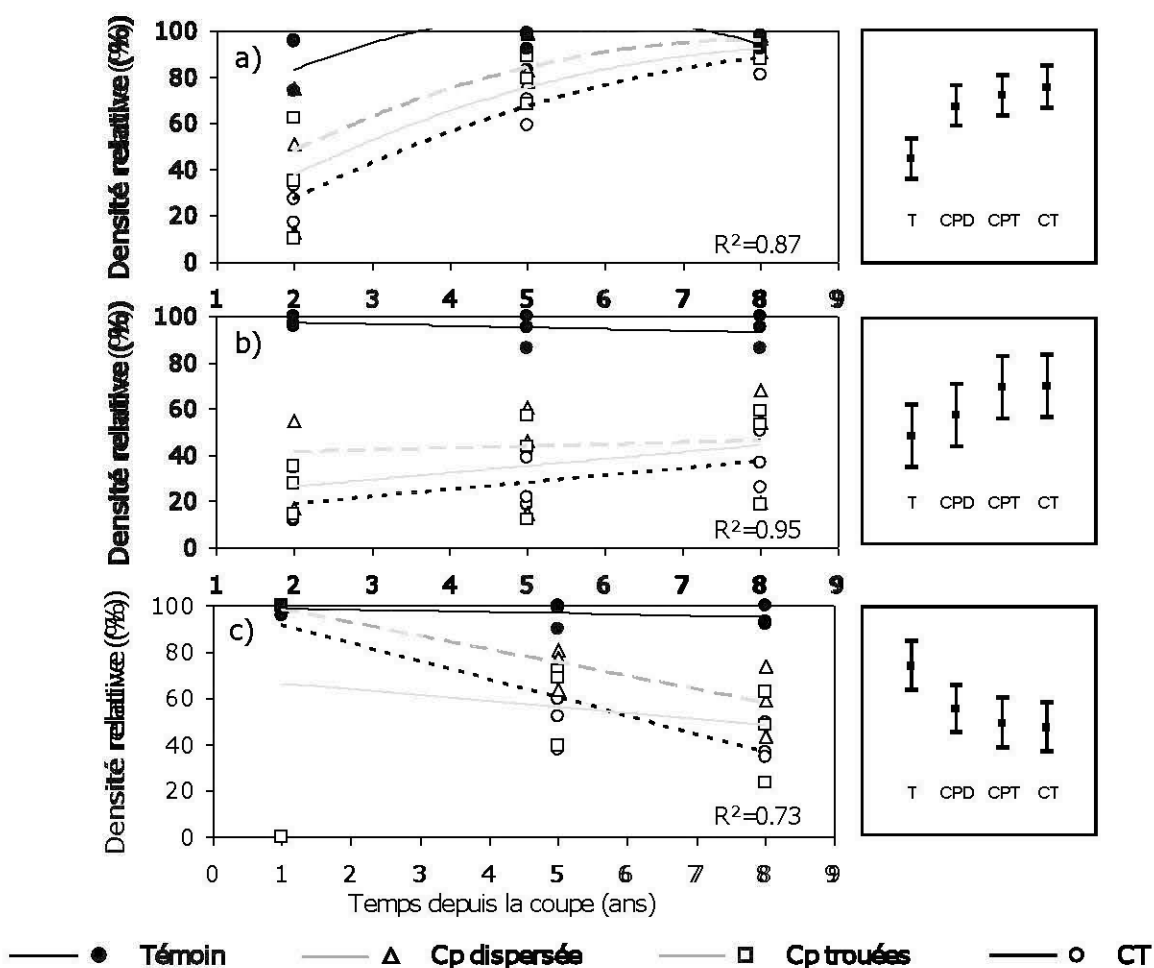 Densité relative ((%))
100
80
60
40
20
0
a)
R²=0.87
T CPD CPT CT
1 2 3 4 5 6 7 8 9
Densité relative ((%))
100
80
60
40
20
0
b)
R²=0.95
T CPD CPT CT
1 2 3 4 5 6 7 8 9
Densité relative ((%))
100
80
60
40
20
0
c)
R²=0.73
T CPD CPT CT
0 1 2 3 4 5 6 7 8 9
Temps depuis la coupe (ans)
Témoin Cp dispersée Cp trouées CT